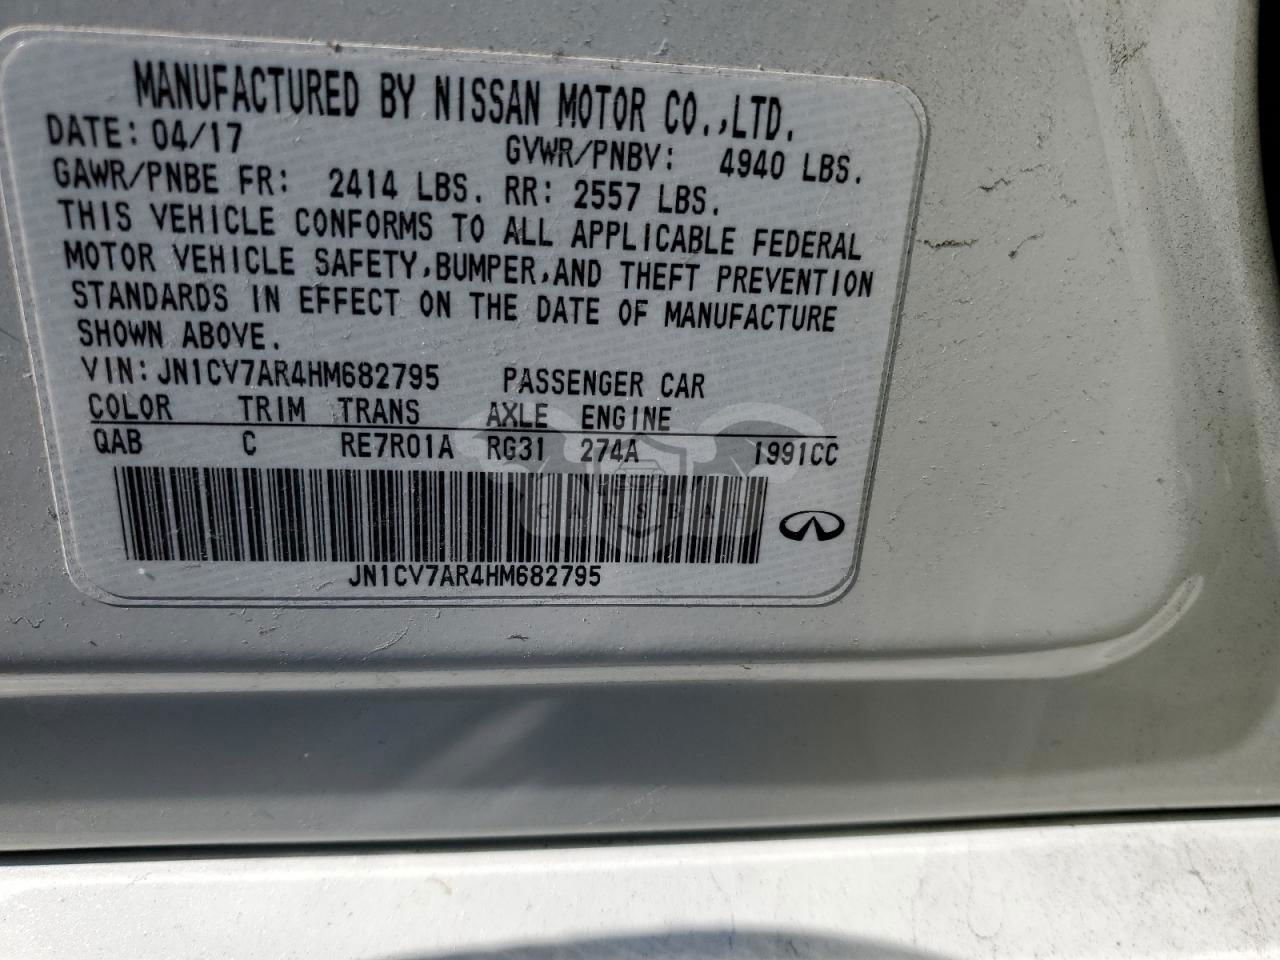 MANUFACTURED BY NISSAN MOTOR CO.,LTD.
DATE: 04/17 GVWR/PNBV: 4940 LBS.
GAWR/PNBE FR: 2414 LBS. RR: 2557 LBS.
THIS VEHICLE CONFORMS TO ALL APPLICABLE FEDERAL
MOTOR VEHICLE SAFETY,BUMPER,AND THEFT PREVENTION
STANDARDS IN EFFECT ON THE DATE OF MANUFACTURE
SHOWN ABOVE.
VIN: JN1CV7AR4HM682795 PASSENGER CAR
COLOR TRIM TRANS AXLE ENGINE
QAB C RE7R01A RG31 274A 1991CC
JN1CV7AR4HM682795